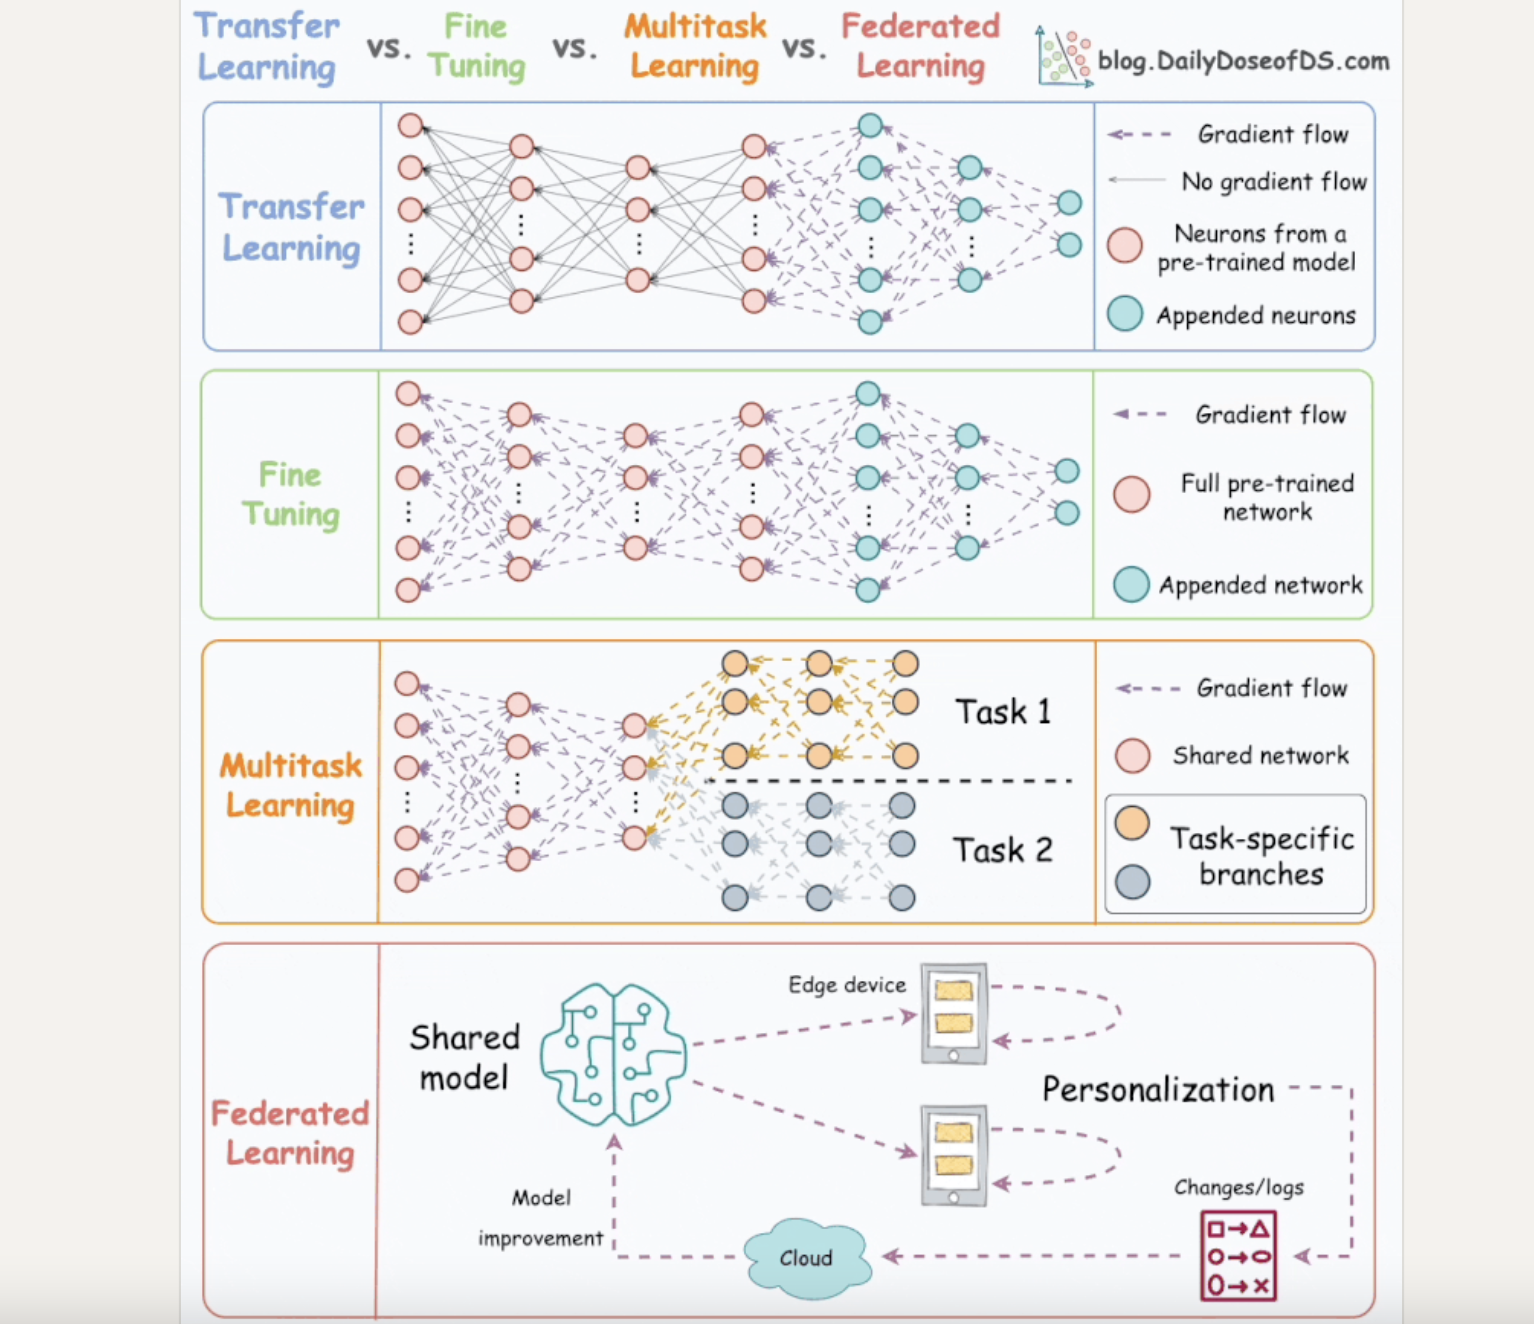 Transfer Learning vs. Fine Tuning vs. Multitask Learning vs. Federated Learning
blog.DailyDoseofDS.com
Transfer
Learning
Gradient flow
No gradient flow
Neurons from a
pre-trained model
Appended neurons
Fine
Tuning
Gradient flow
Full pre-trained
network
Appended network
Multitask
Learning
Task 1
Task 2
Gradient flow
Shared network
Task-specific
branches
Federated
Learning
Shared
model
Edge device
Personalization
Changes/logs
Cloud
Model
improvement